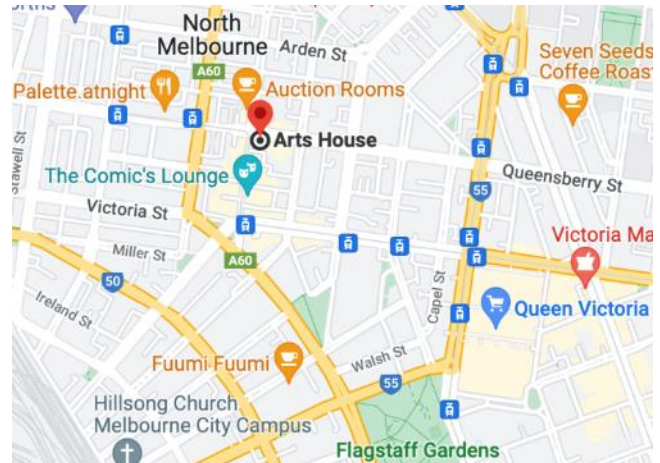 North
Melbourne
Arden St
A60
Seven Seeds
Coffee Roast
Palette.atnight
Auction Rooms
Arts House
Stawell St
The Comic's Lounge
Queensberry St
55
Victoria St
Victoria Ma
Miller St
A60
50
Ireland St
Capel St
Queen Victoria
Fuumi Fuumi
Walsh St
55
Hillsong Church
Melbourne City Campus
Flagstaff Gardens